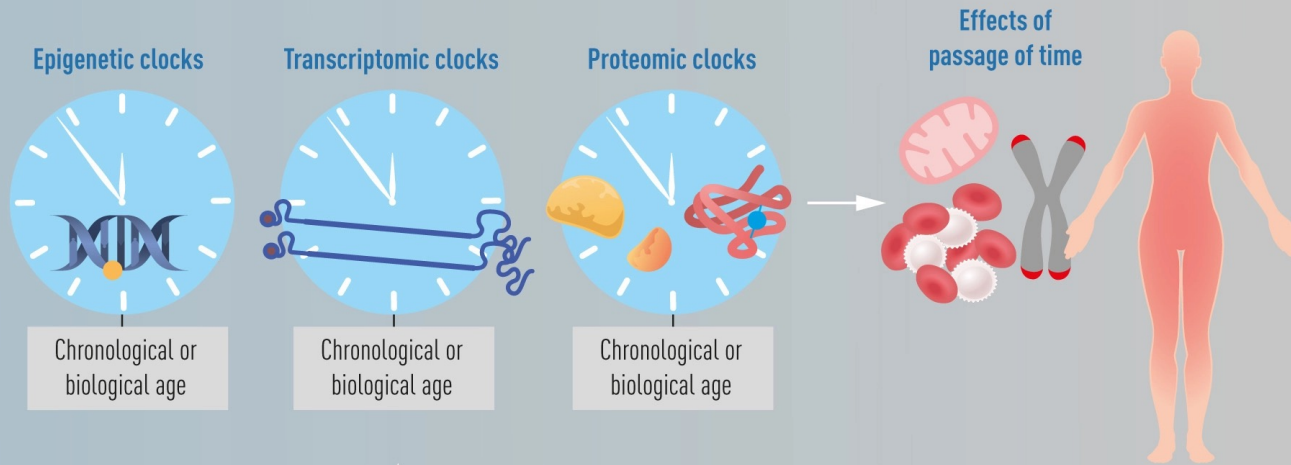 Epigenetic clocks
Transcriptomic clocks
Proteomic clocks
Effects of
passage of time
Chronological or
biological age
Chronological or
biological age
Chronological or
biological age